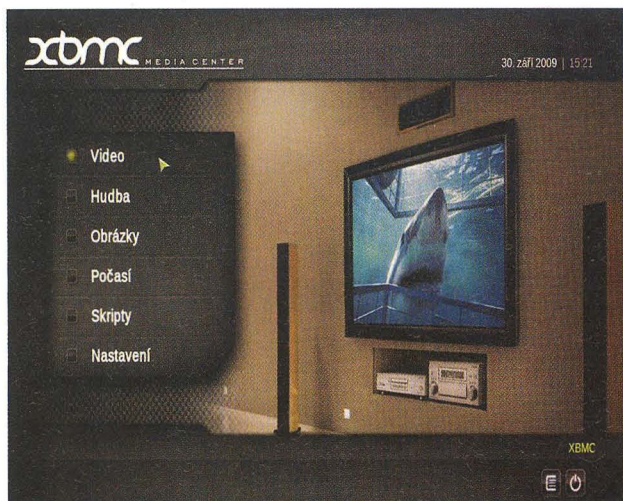 xbmc MEDIA CENTER
30. září 2009 | 15:21
Video
Hudba
Obrázky
Počasí
Skripty
Nastavení
XBMC